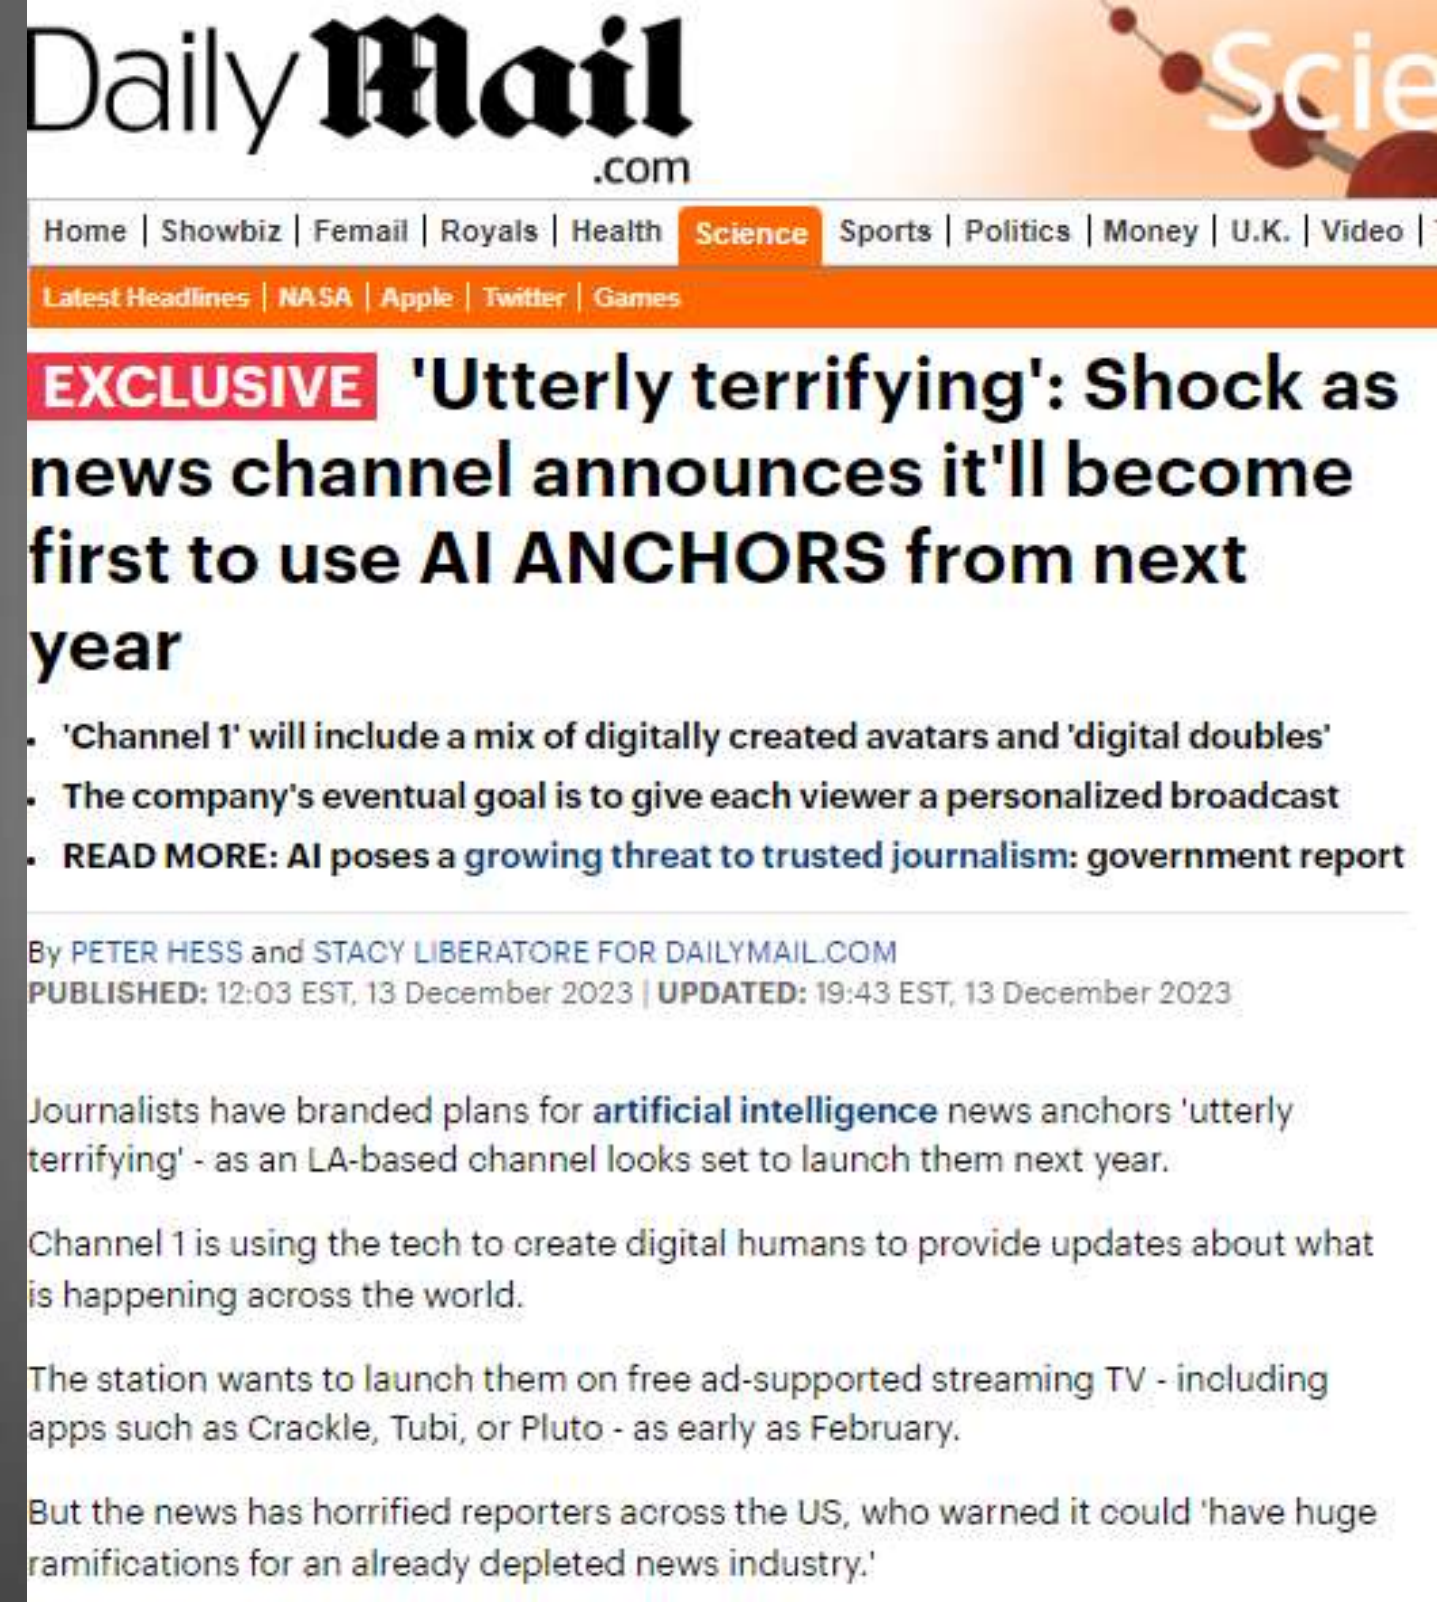 Daily Mail
.com
Scie
Home | Showbiz | Femail | Royals | Health | Science | Sports | Politics | Money | U.K. | Video |
Latest Headlines | NASA | Apple | Twitter | Games
EXCLUSIVE 'Utterly terrifying': Shock as
news channel announces it'll become
first to use AI ANCHORS from next
year
• 'Channel 1' will include a mix of digitally created avatars and 'digital doubles'
• The company's eventual goal is to give each viewer a personalized broadcast
• READ MORE: AI poses a growing threat to trusted journalism: government report
By PETER HESS and STACY LIBERATORE FOR DAILYMAIL.COM
PUBLISHED: 12:03 EST, 13 December 2023 | UPDATED: 19:43 EST, 13 December 2023
Journalists have branded plans for artificial intelligence news anchors 'utterly
terrifying' - as an LA-based channel looks set to launch them next year.
Channel 1 is using the tech to create digital humans to provide updates about what
is happening across the world.
The station wants to launch them on free ad-supported streaming TV - including
apps such as Crackle, Tubi, or Pluto - as early as February.
But the news has horrified reporters across the US, who warned it could 'have huge
ramifications for an already depleted news industry.'